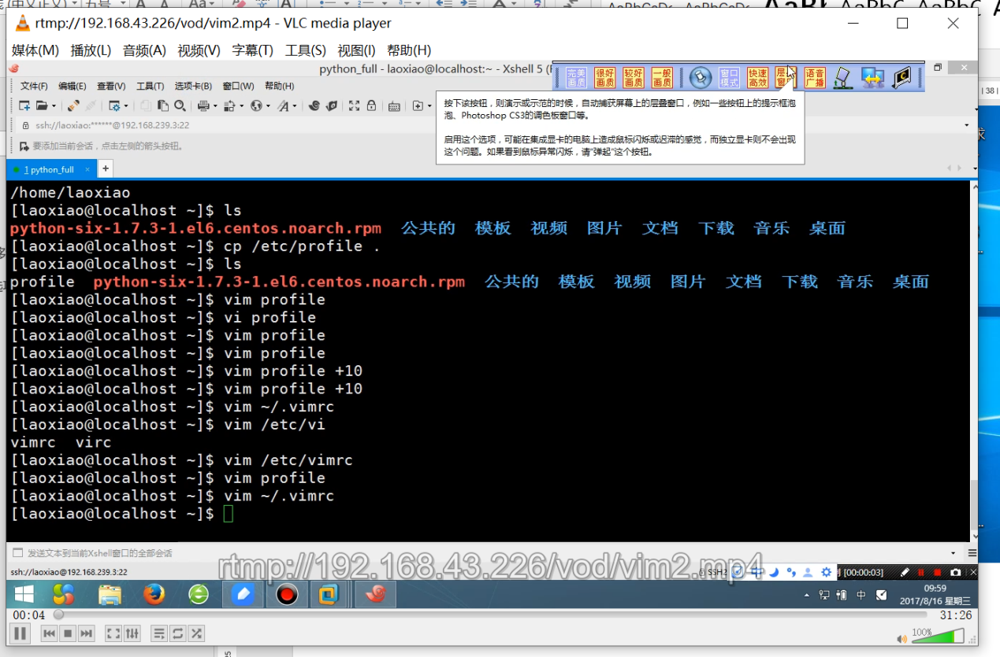 rtmp://192.168.43.226/vod/vim2.mp4 - VLC media player
媒体(M) 播放(L) 音频(A) 视频(V) 字幕(T) 工具(S) 视图(I) 帮助(H)
python_full - laoxiao@localhost:~ - Xshell 5 (F
完美画质 很好画质 较好画质 一般画质 窗口模式 快速高效 语音广播
文件(F) 编辑(E) 查看(V) 工具(T) 选项卡(B) 窗口(W) 帮助(H)
按下该按钮，则演示或示范的时候，自动捕获屏幕上的层叠窗口，例如一些按钮上的提示框泡
泡、Photoshop CS3的调色板窗口等。
启用这个选项，可能在集成显卡的电脑上造成鼠标闪烁或迟滞的感觉，而独立显卡则不会出现
这个问题。如果看到鼠标异常闪烁，请"弹起"这个按钮。
ssh://laoxiao:******@192.168.239.3:22
要添加当前会话，点击左侧的箭头按钮。
1 python_full × +
/home/laoxiao
[laoxiao@localhost ~]$ ls
python-six-1.7.3-1.el6.centos.noarch.rpm 公共的 模板 视频 图片 文档 下载 音乐 桌面
[laoxiao@localhost ~]$ cp /etc/profile .
[laoxiao@localhost ~]$ ls
profile python-six-1.7.3-1.el6.centos.noarch.rpm 公共的 模板 视频 图片 文档 下载 音乐 桌面
[laoxiao@localhost ~]$ vim profile
[laoxiao@localhost ~]$ vi profile
[laoxiao@localhost ~]$ vim profile
[laoxiao@localhost ~]$ vim profile
[laoxiao@localhost ~]$ vim profile +10
[laoxiao@localhost ~]$ vim profile +10
[laoxiao@localhost ~]$ vim ~/.vimrc
[laoxiao@localhost ~]$ vim /etc/vi
vimrc virc
[laoxiao@localhost ~]$ vim /etc/vimrc
[laoxiao@localhost ~]$ vim profile
[laoxiao@localhost ~]$ vim ~/.vimrc
[laoxiao@localhost ~]$
发送文本到当前Xshell窗口的全部会话
rtmp://192.168.43.226/vod/vim2.mp4
ssh://laoxiao@192.168.239.3:22
SSH2 中 [00:00:03]
中 09:59
2017/8/16 星期三
00:04 31:26
100%